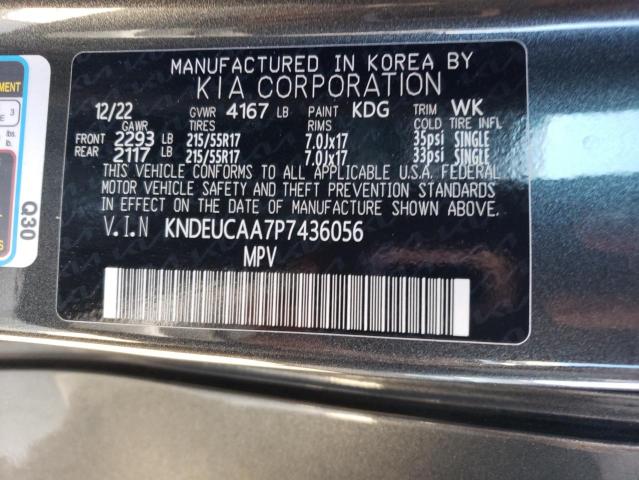 MANUFACTURED IN KOREA BY
KIA CORPORATION
12/22 GVWR 4167 LB PAINT KDG TRIM WK
GAWR TIRES RIMS COLD TIRE INFL
FRONT 2293 LB 215/55R17 7.0Jx17 35psi SINGLE
REAR 2117 LB 215/55R17 7.0Jx17 33psi SINGLE
THIS VEHICLE CONFORMS TO ALL APPLICABLE U.S.A. FEDERAL
MOTOR VEHICLE SAFETY AND THEFT PREVENTION STANDARDS
IN EFFECT ON THE DATE OF MANUFACTURE SHOWN ABOVE.
V.I.N KNDEUCAA7P7436056
MPV
E 3
lbs.
Q30